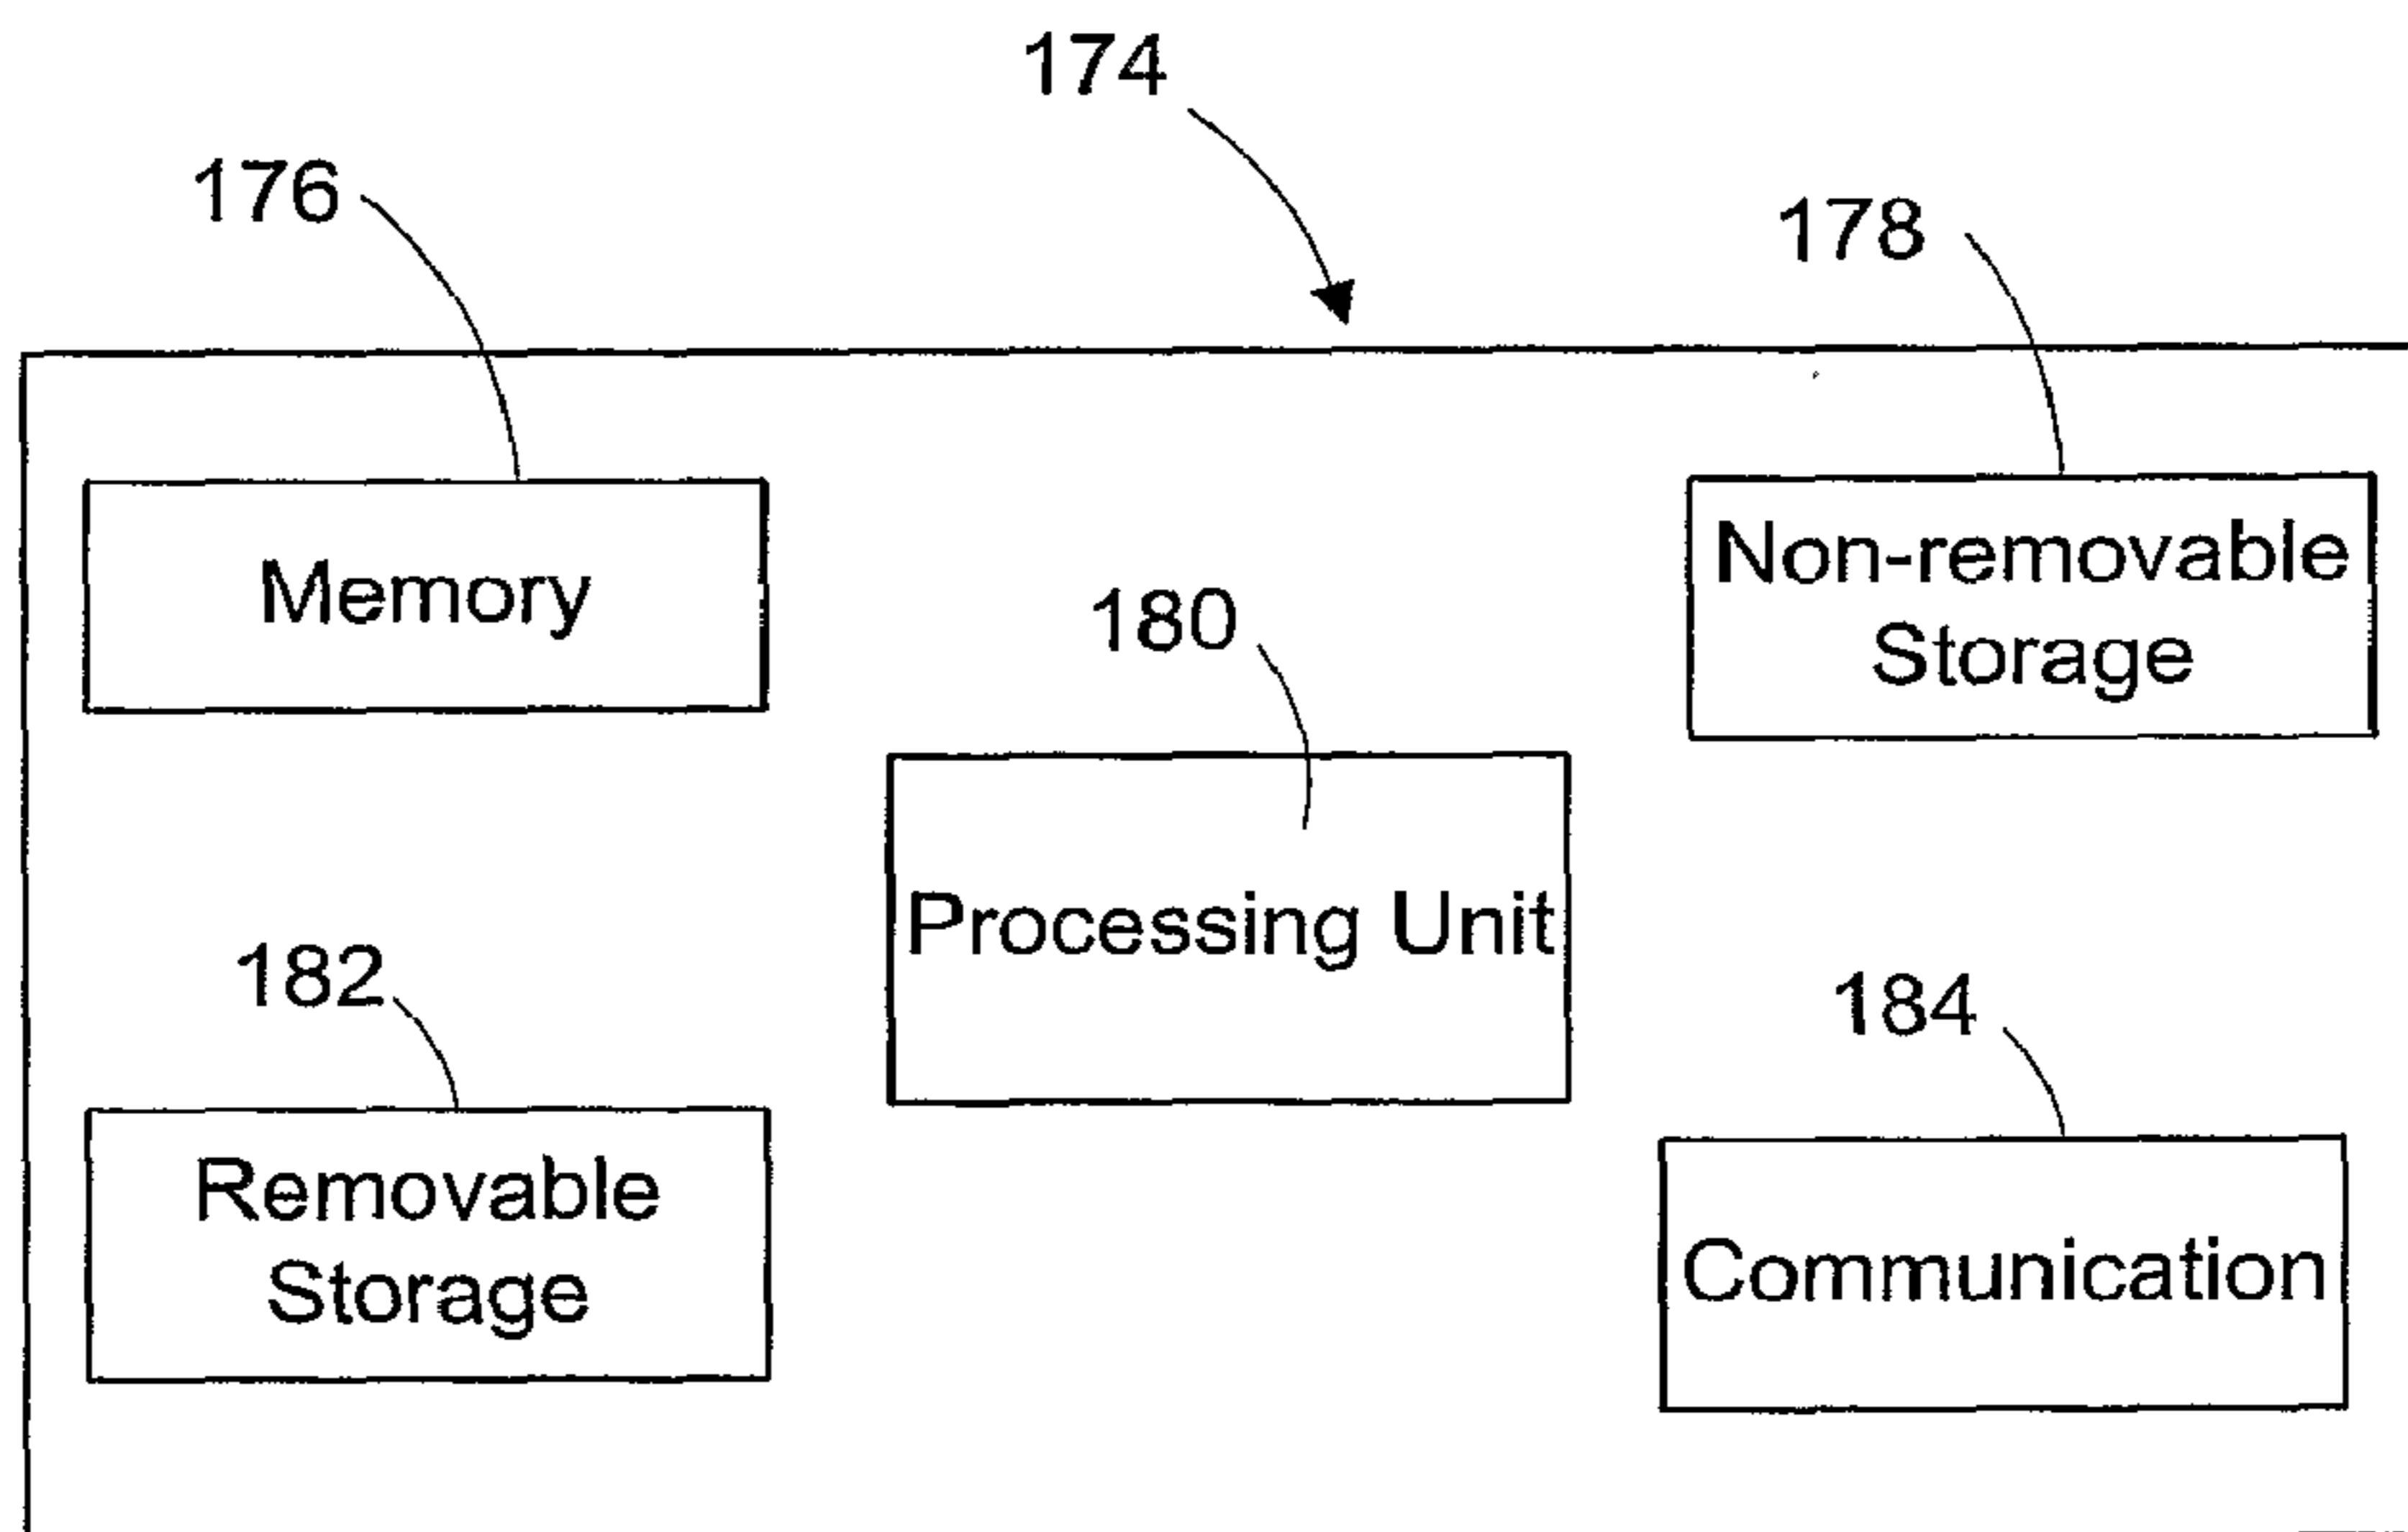 174
176
178
Memory
Non-removable
Storage
180
Processing Unit
182
184
Removable
Storage
Communication